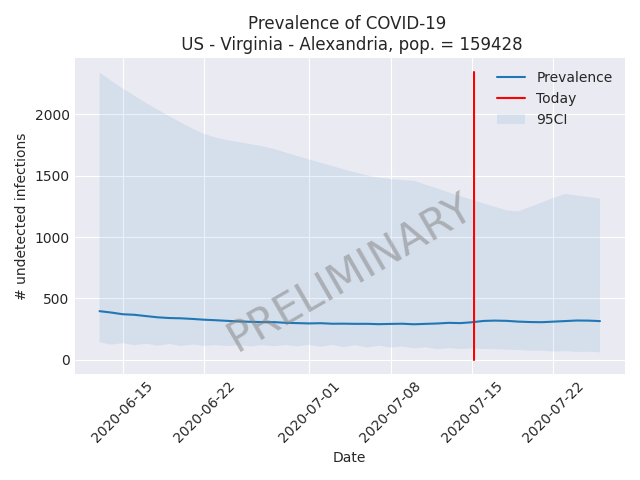 Prevalence of COVID-19
US - Virginia - Alexandria, pop. = 159428
# undetected infections
2000
1500
1000
500
0
Prevalence
Today
95CI
PRELIMINARY
2020-06-15
2020-06-22
2020-07-01
2020-07-08
2020-07-15
2020-07-22
Date